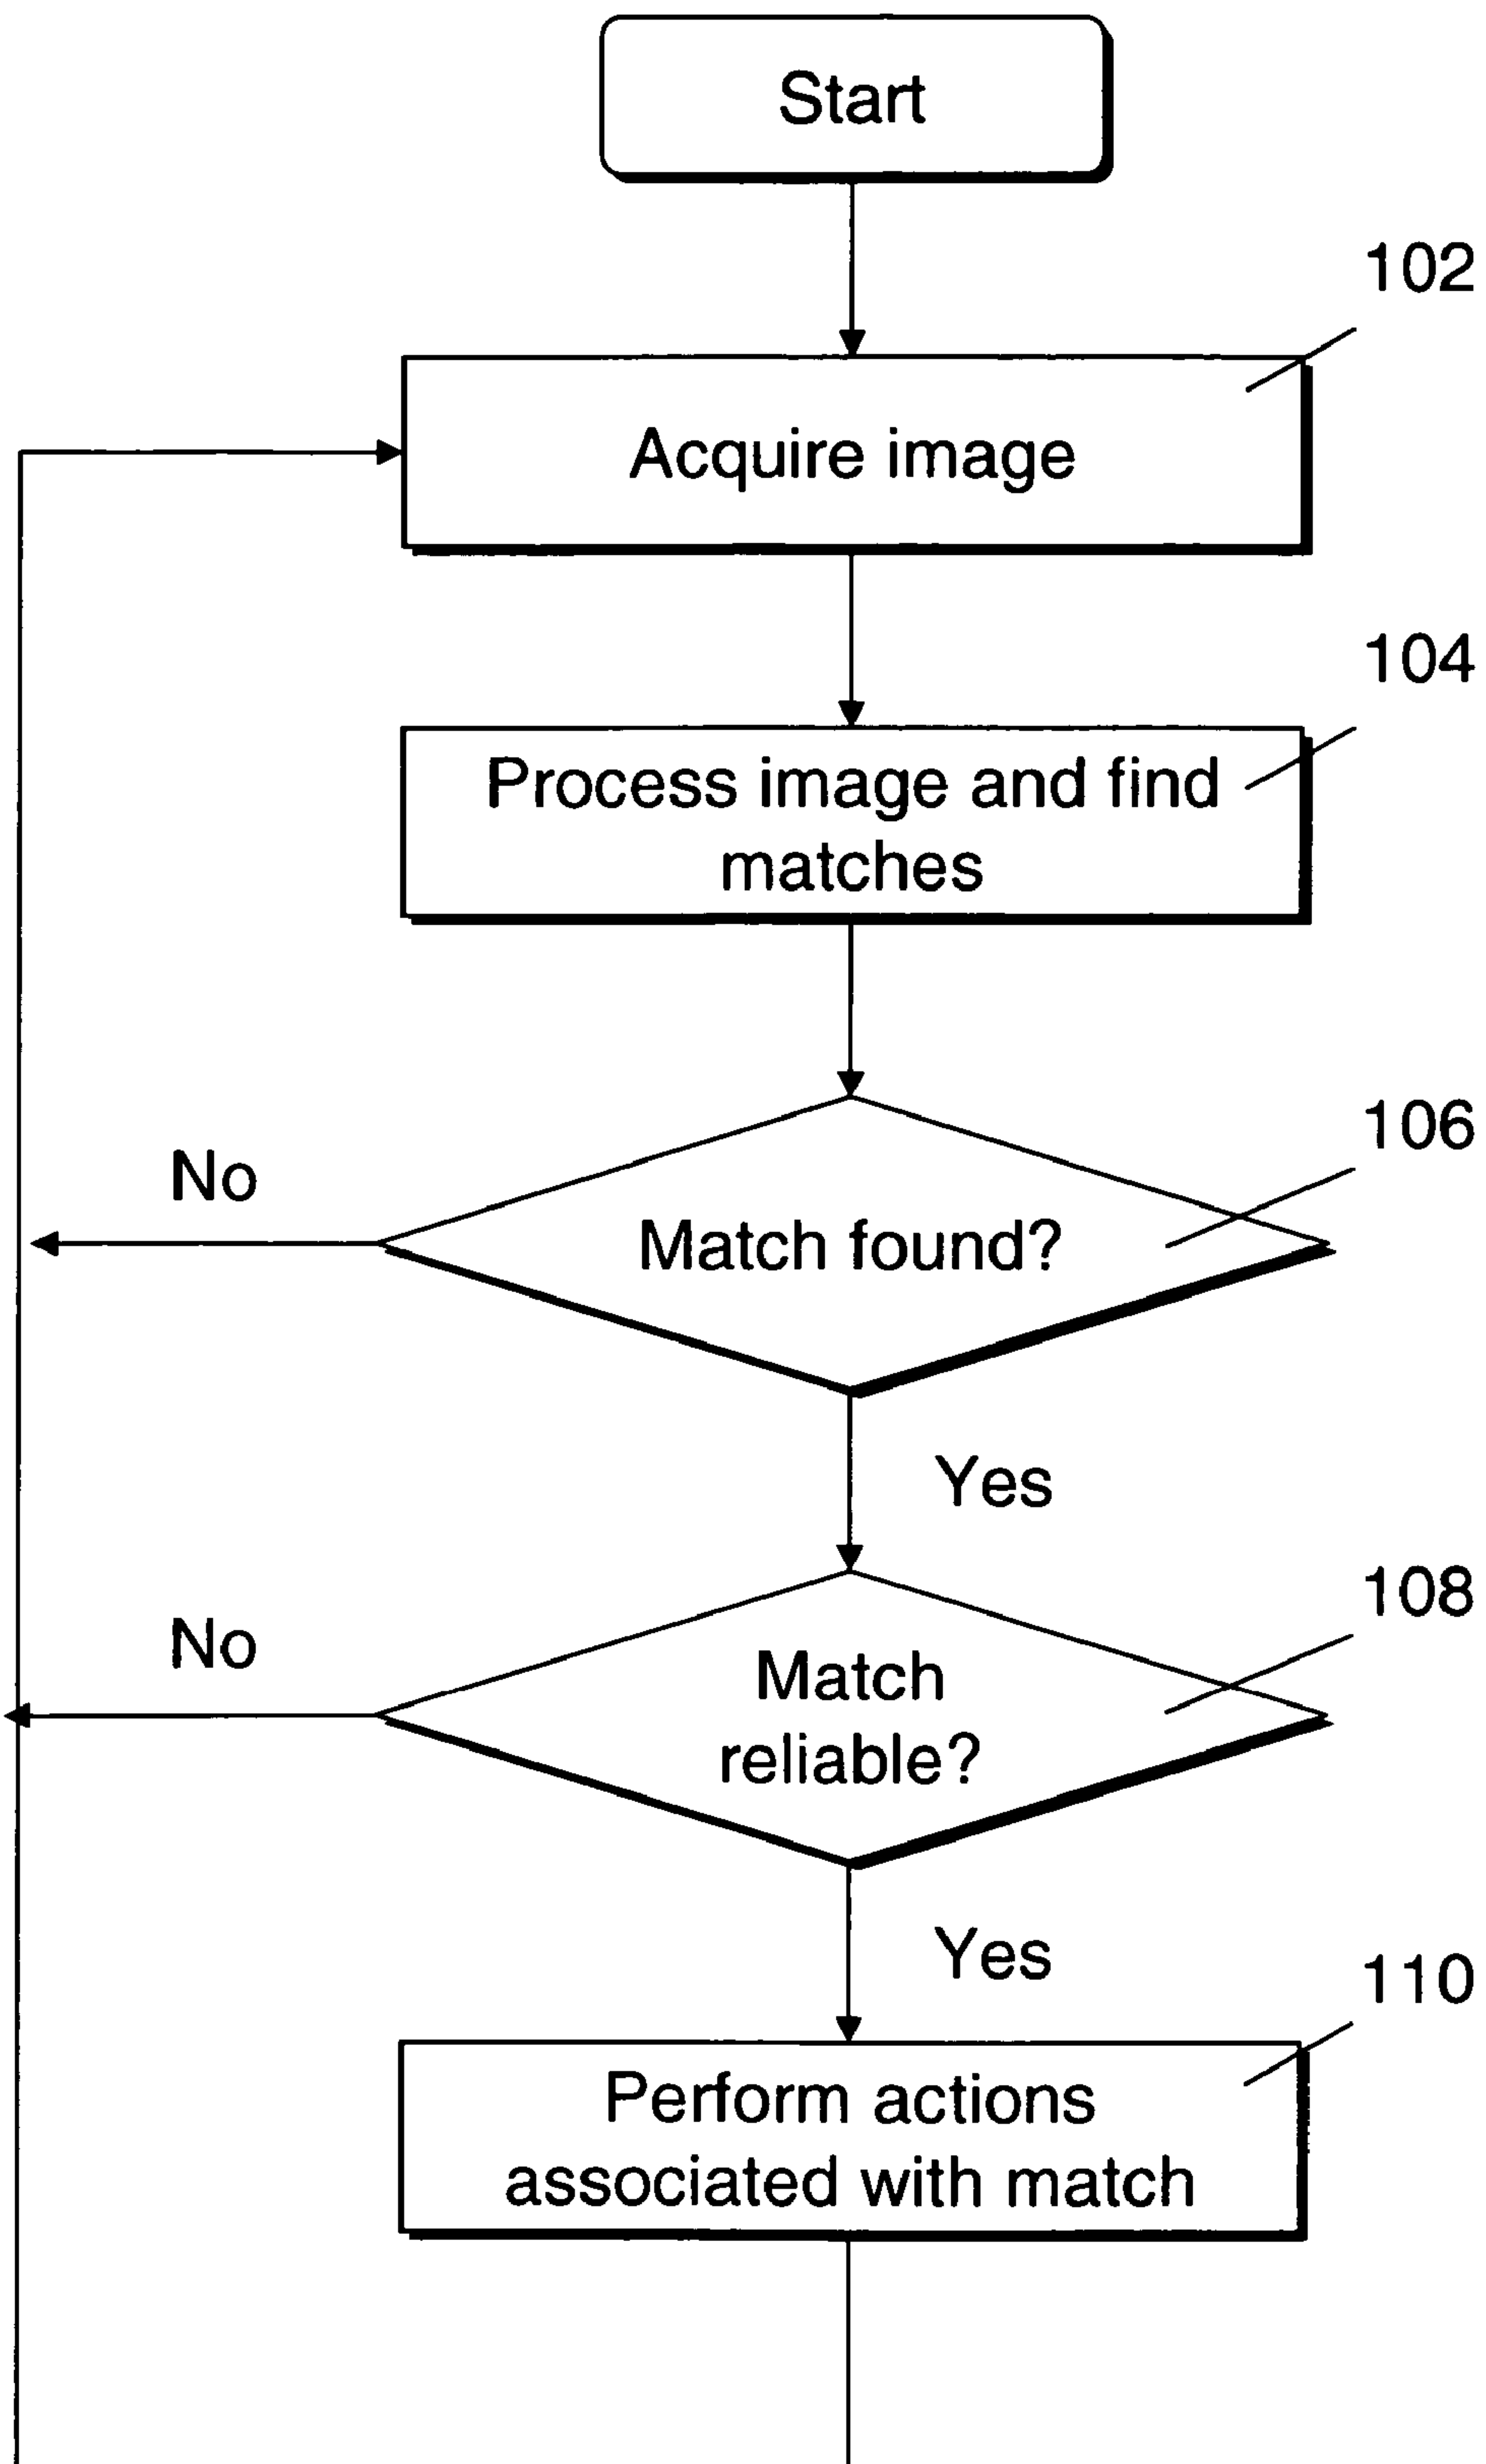 Start
102
Acquire image
104
Process image and find
matches
106
No
Match found?
Yes
108
No
Match
reliable?
Yes
110
Perform actions
associated with match